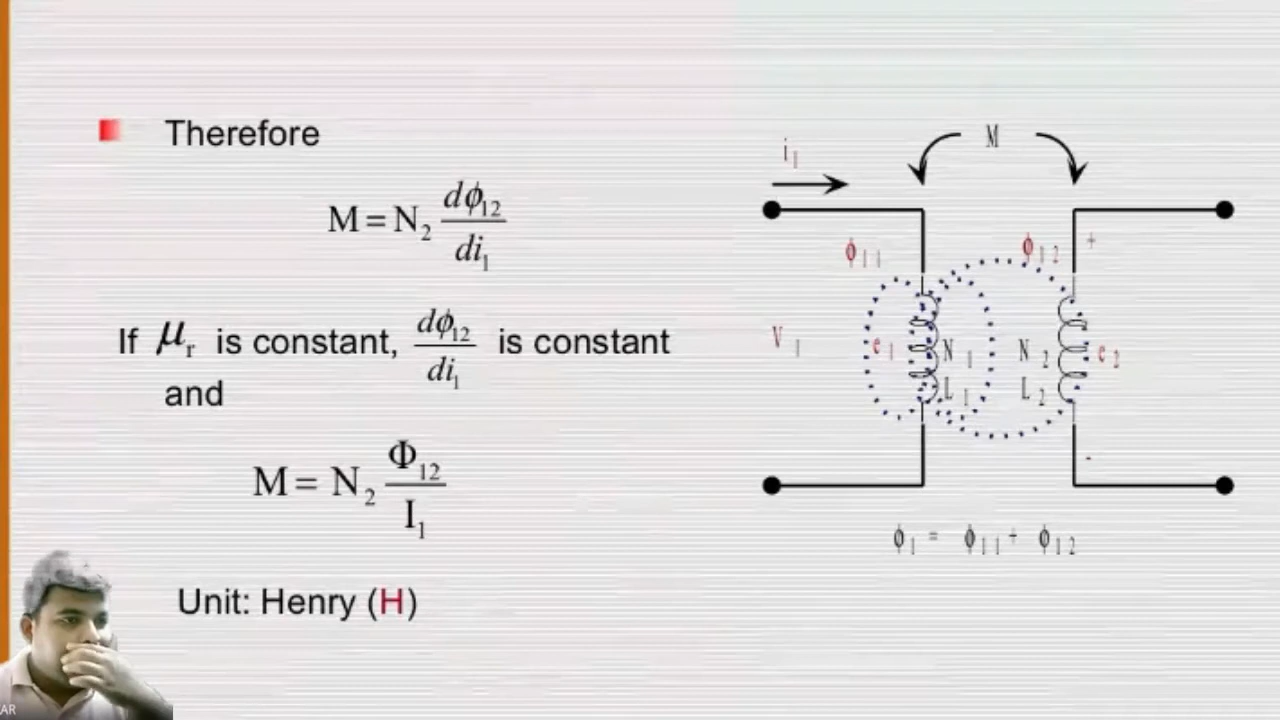 Therefore
M = N₂ dϕ₁₂/di₁
If μᵣ is constant, dϕ₁₂/di₁ is constant
and
M = N₂ Φ₁₂/I₁
Unit: Henry (H)
AR
M
i₁
ϕ₁₁ ϕ₁₂ +
V₁ e₁ N₁ N₂ e₂
L₁ L₂
-
ϕ₁ = ϕ₁₁ + ϕ₁₂